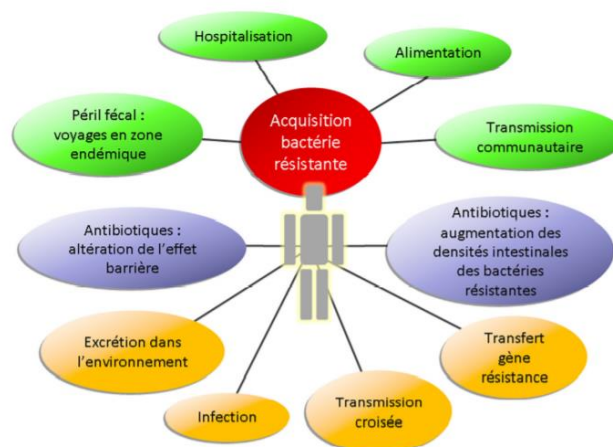 Hospitalisation
Alimentation
Péril fécal :
voyages en zone
endémique
Acquisition
bactérie
résistante
Transmission
communautaire
Antibiotiques :
altération de l'effet
barrière
Antibiotiques :
augmentation des
densités intestinales
des bactéries
résistantes
Excrétion dans
l'environnement
Transfert
gène
résistance
Infection
Transmission
croisée